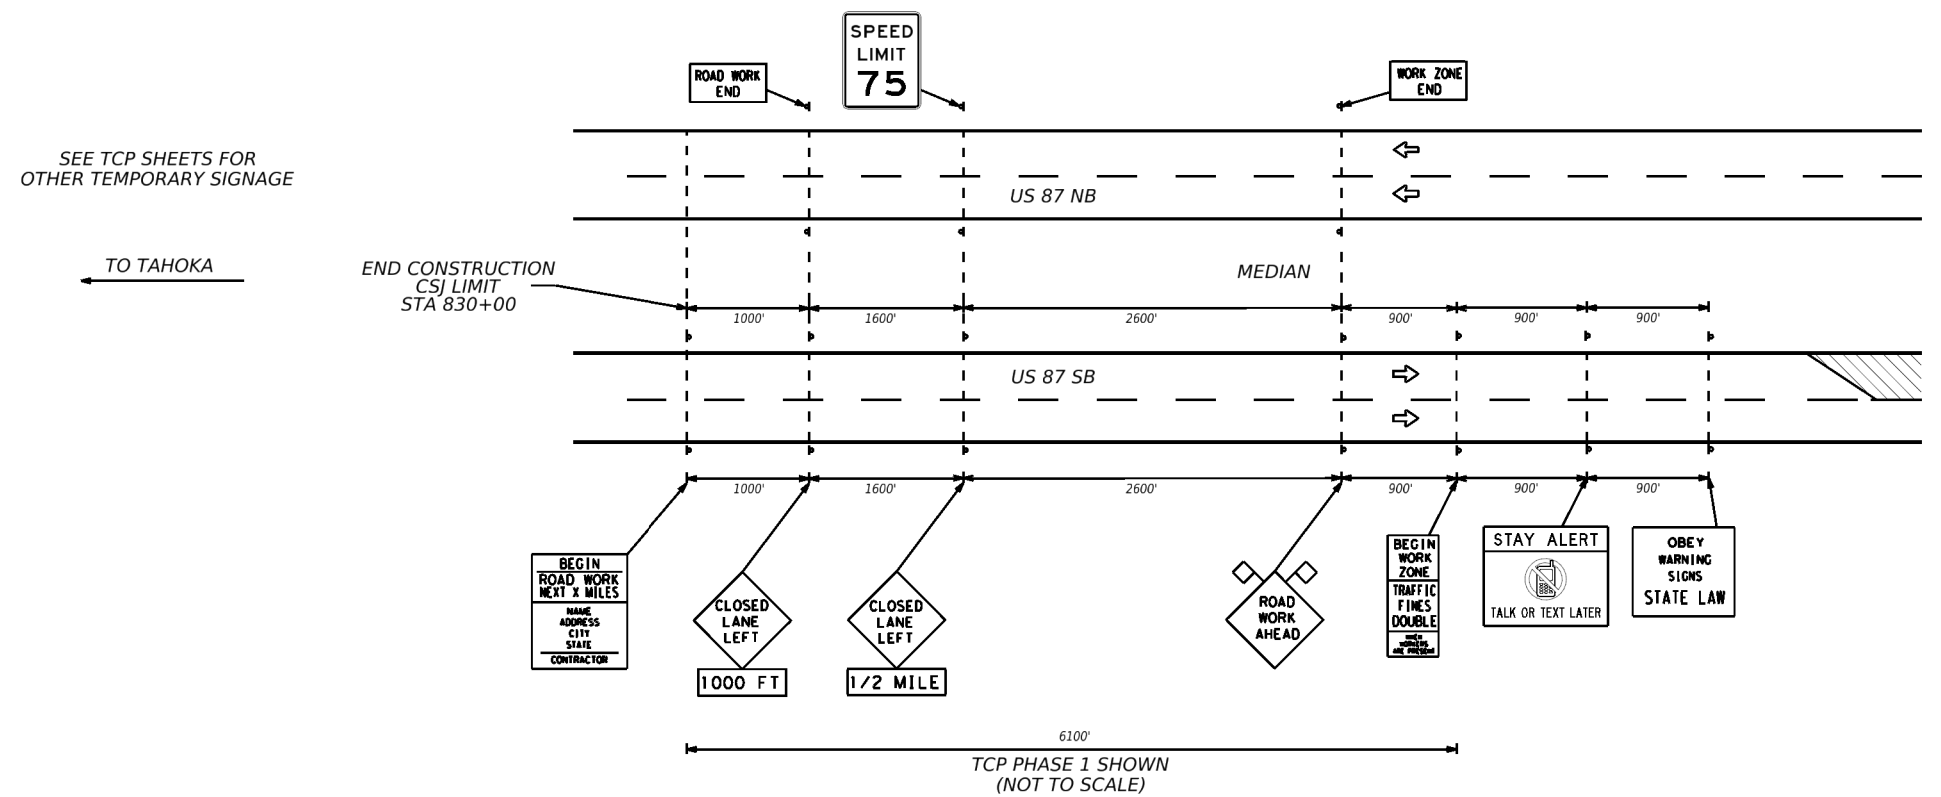 SPEED
LIMIT
75
ROAD WORK
END
WORK ZONE
END
SEE TCP SHEETS FOR
OTHER TEMPORARY SIGNAGE
US 87 NB
TO TAHOKA
END CONSTRUCTION
CSJ LIMIT
STA 830+00
MEDIAN
1000'
1600'
2600'
900'
900'
900'
US 87 SB
1000'
1600'
2600'
900'
900'
900'
BEGIN
ROAD WORK
NEXT X MILES
NAME
ADDRESS
CITY
STATE
CONTRACTOR
CLOSED
LANE
LEFT
1000 FT
CLOSED
LANE
LEFT
1/2 MILE
ROAD
WORK
AHEAD
BEGIN
WORK
ZONE
TRAFFIC
FINES
DOUBLE
WHEN
WORKERS
ARE PRESENT
STAY ALERT
TALK OR TEXT LATER
OBEY
WARNING
SIGNS
STATE LAW
6100'
TCP PHASE 1 SHOWN
(NOT TO SCALE)